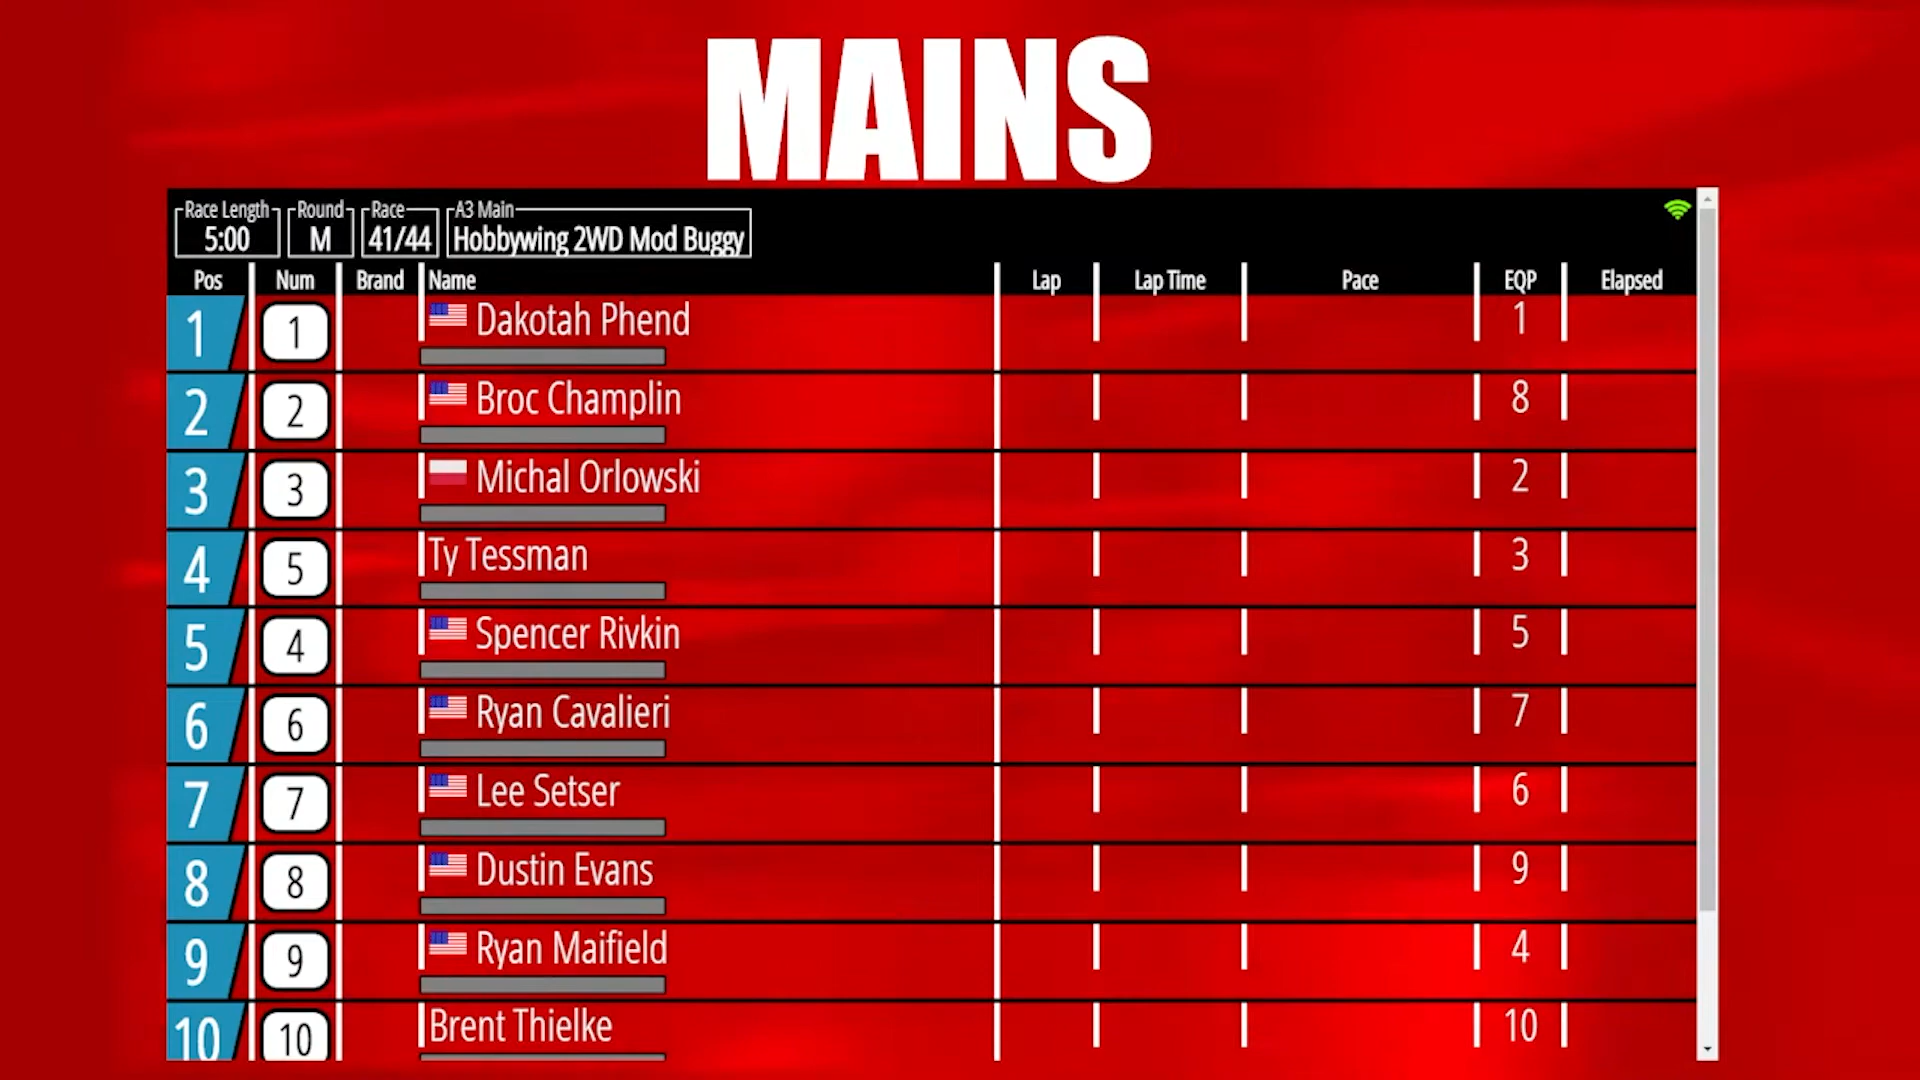 MAINS
Race Length Round Race A3 Main
5:00 M 41/44 Hobbywing 2WD Mod Buggy
Pos Num Brand Name Lap Lap Time Pace EQP Elapsed
1 1 Dakotah Phend 1
2 2 Broc Champlin 8
3 3 Michal Orlowski 2
4 5 Ty Tessman 3
5 4 Spencer Rivkin 5
6 6 Ryan Cavalieri 7
7 7 Lee Setser 6
8 8 Dustin Evans 9
9 9 Ryan Maifield 4
10 10 Brent Thielke 10